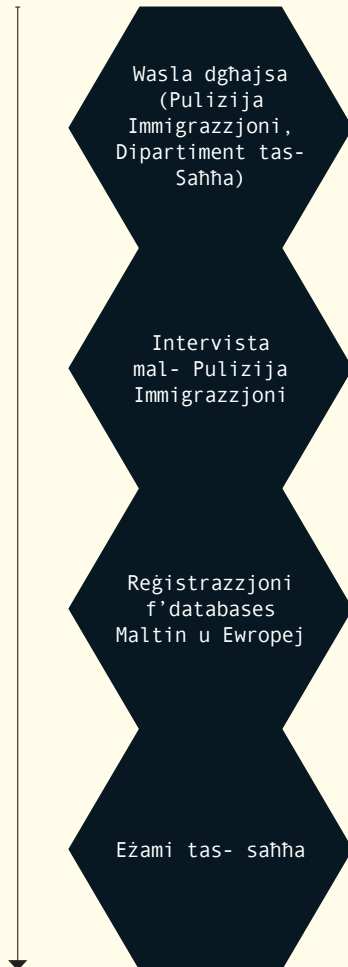 Wasla dgħajsa
(Pulizija
Immigrazzjoni,
Dipartiment tas-
Saħħa)
Intervista
mal- Pulizija
Immigrazzjoni
Reġistrazzjoni
f’databases
Maltin u Ewropej
Eżami tas- saħħa